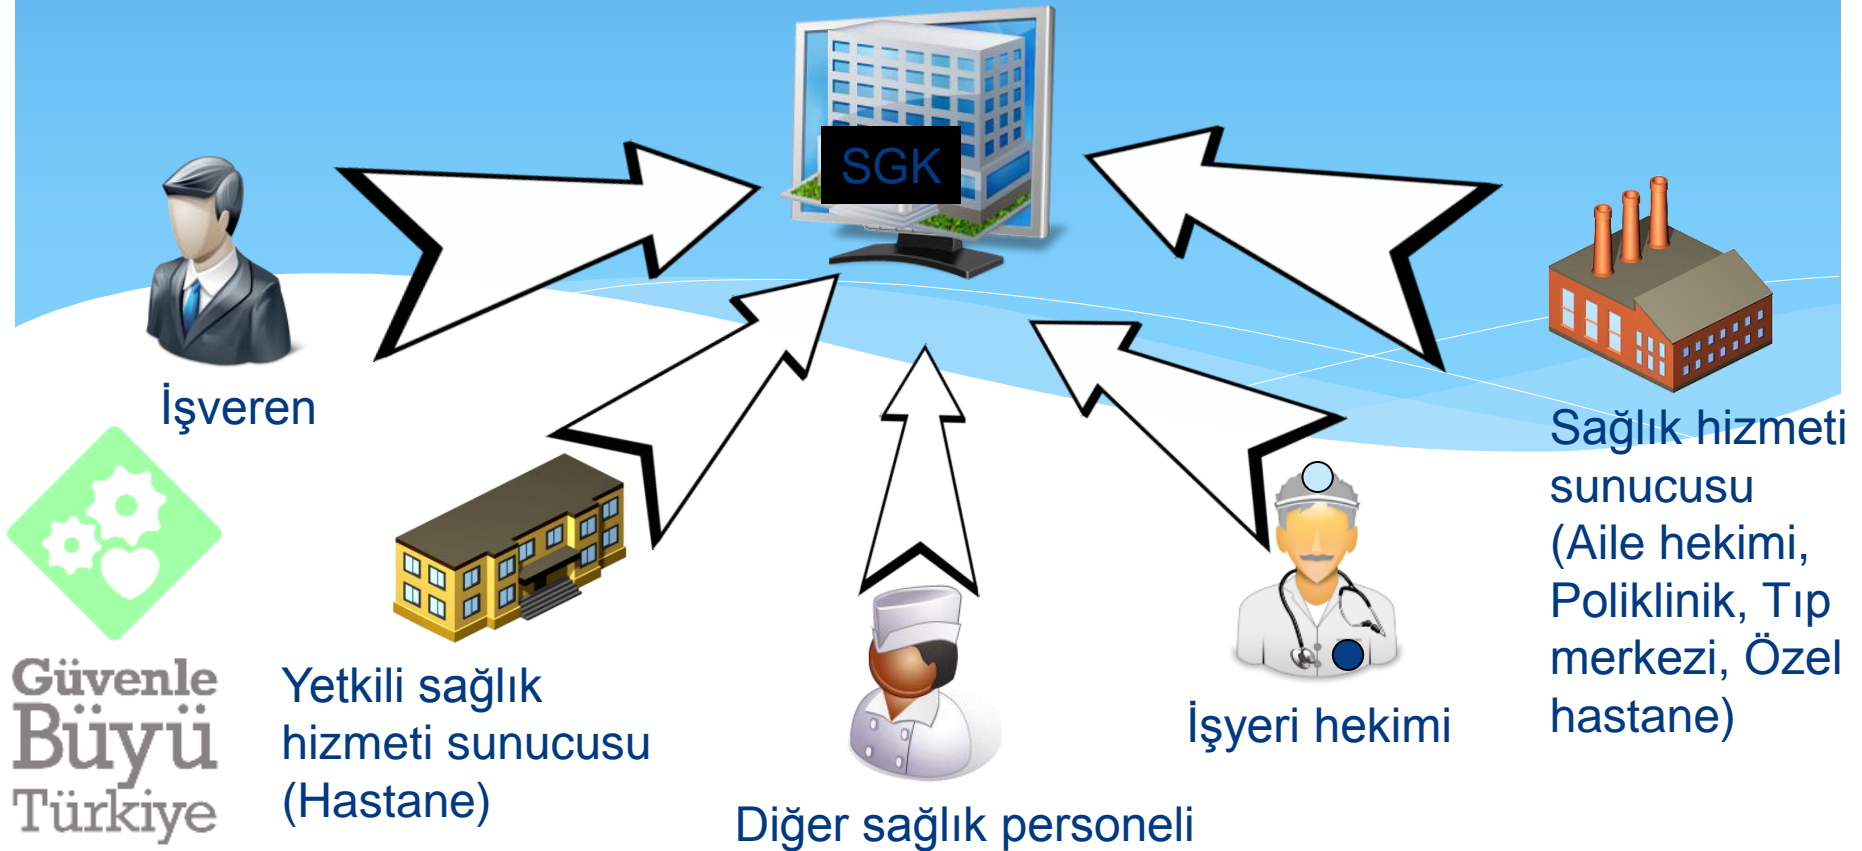 SGK
İşveren
Sağlık hizmeti
sunucusu
(Aile hekimi,
Poliklinik, Tıp
merkezi, Özel
hastane)
Güvenle
Büyü
Türkiye
Yetkili sağlık
hizmeti sunucusu
(Hastane)
İşyeri hekimi
Diğer sağlık personeli